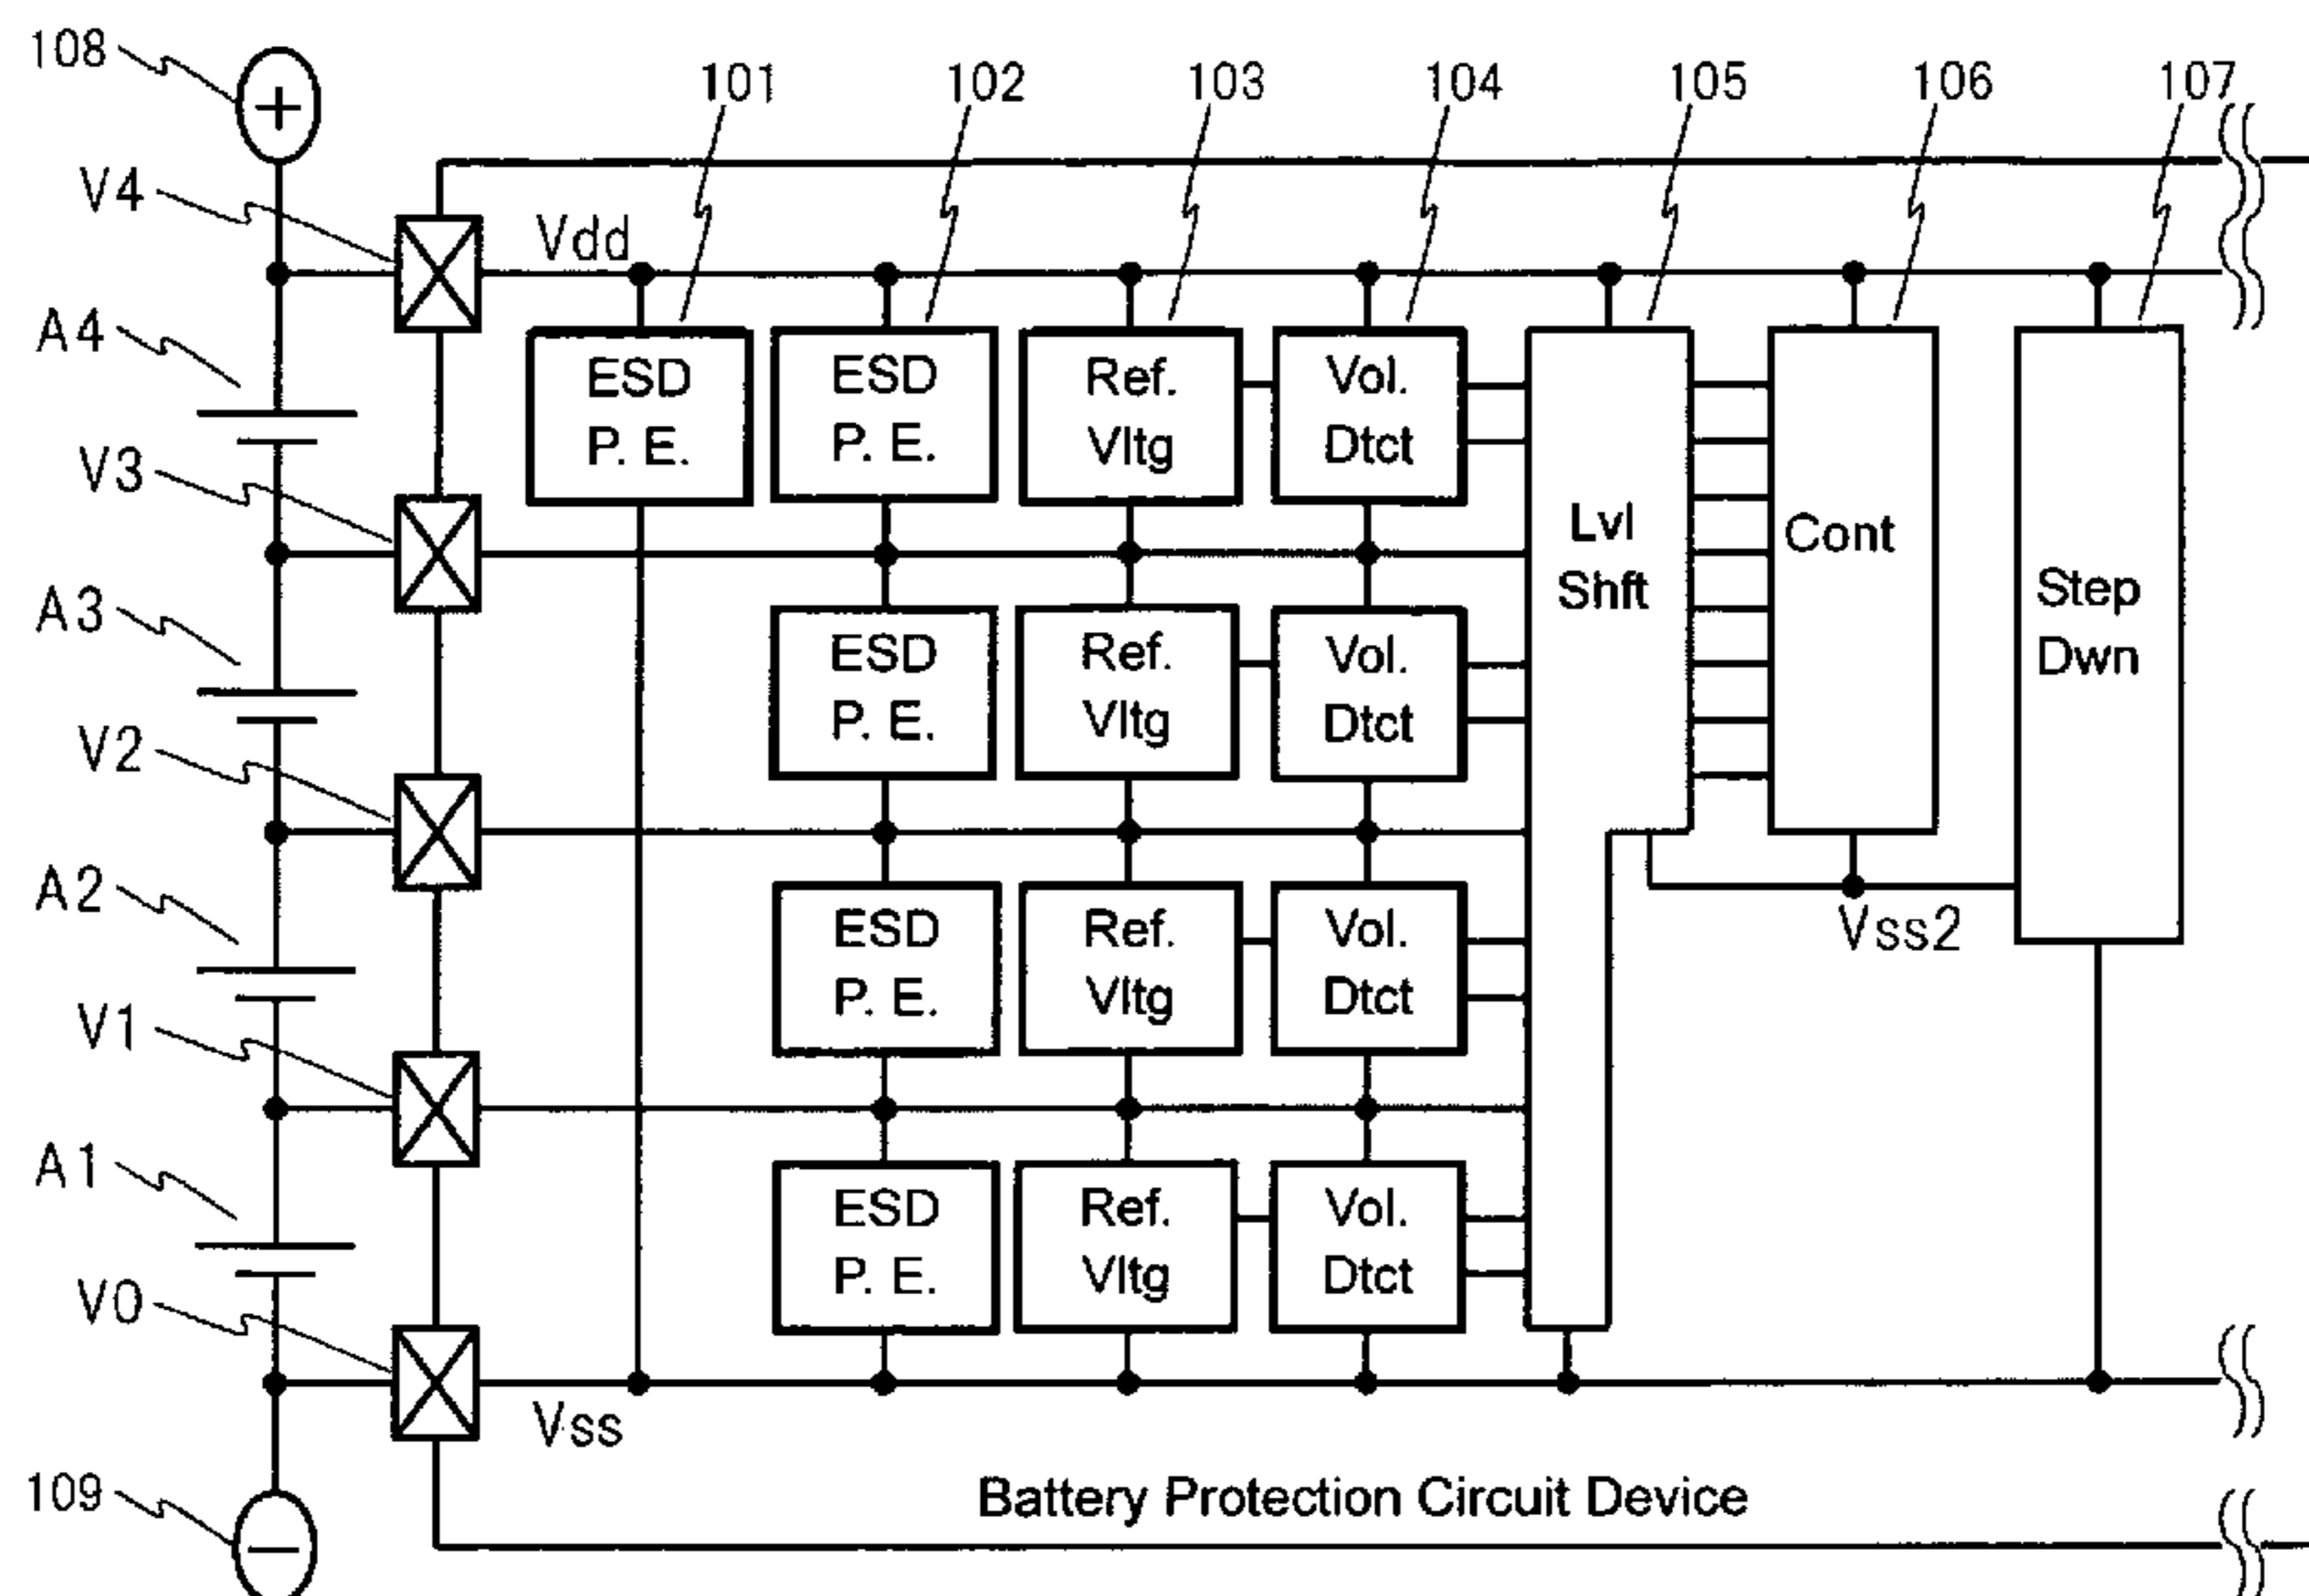 108
101
102
103
104
105
106
107
+
V4
Vdd
A4
ESD
P. E.
ESD
P. E.
Ref.
Vltg
Vol.
Dtct
V3
Lvl
Shft
Cont
Step
Dwn
A3
ESD
P. E.
Ref.
Vltg
Vol.
Dtct
V2
A2
ESD
P. E.
Ref.
Vltg
Vol.
Dtct
Vss2
V1
A1
ESD
P. E.
Ref.
Vltg
Vol.
Dtct
V0
Vss
109
−
Battery Protection Circuit Device